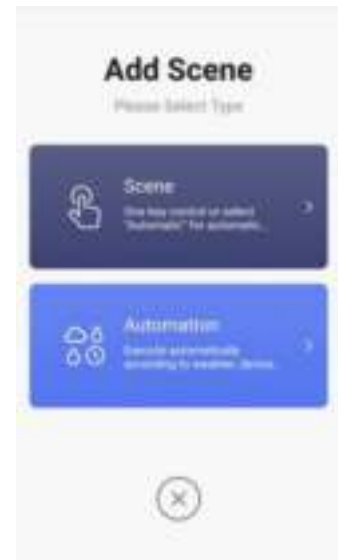 Add Scene
Please Select Type
Scene
One key control or select
"Automatic" for automatic...
Automation
Execute automatically
according to weather, device...